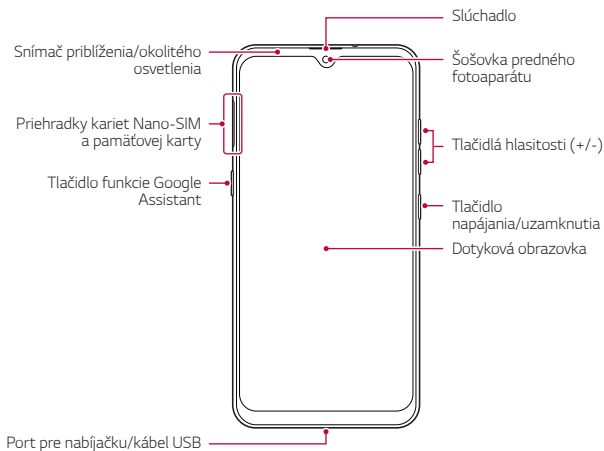 Slúchadlo
Snímač priblíženia/okolitého
osvetlenia
Šošovka predného
fotoaparátu
Priehradky kariet Nano-SIM
a pamäťovej karty
Tlačidlá hlasitosti (+/-)
Tlačidlo funkcie Google
Assistant
Tlačidlo
napájania/uzamknutia
Dotyková obrazovka
Port pre nabíjačku/kábel USB